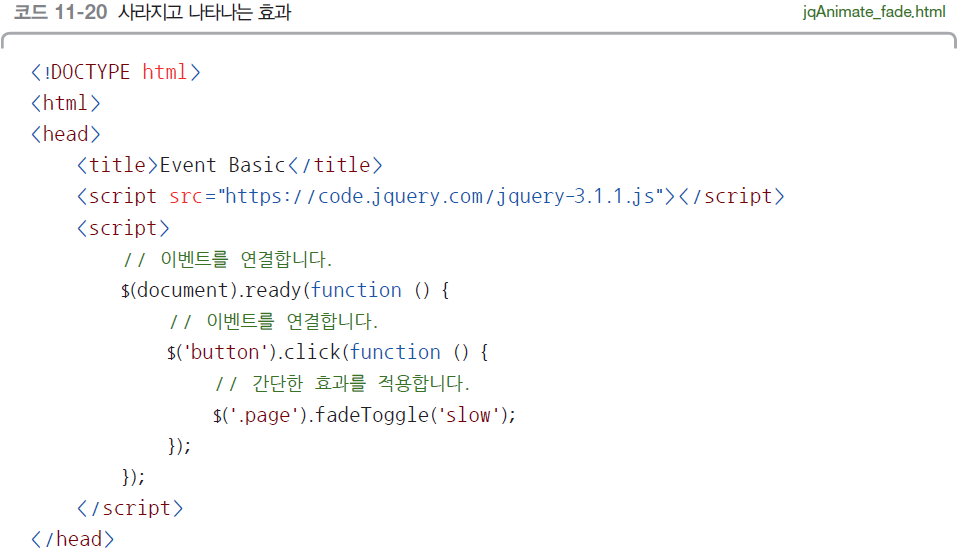 코드 11-20 사라지고 나타나는 효과 jqAnimate_fade.html
<!DOCTYPE html>
<html>
<head>
    <title>Event Basic</title>
    <script src="https://code.jquery.com/jquery-3.1.1.js"></script>
    <script>
        // 이벤트를 연결합니다.
        $(document).ready(function () {
            // 이벤트를 연결합니다.
            $('button').click(function () {
                // 간단한 효과를 적용합니다.
                $('.page').fadeToggle('slow');
            });
        });
    </script>
</head>